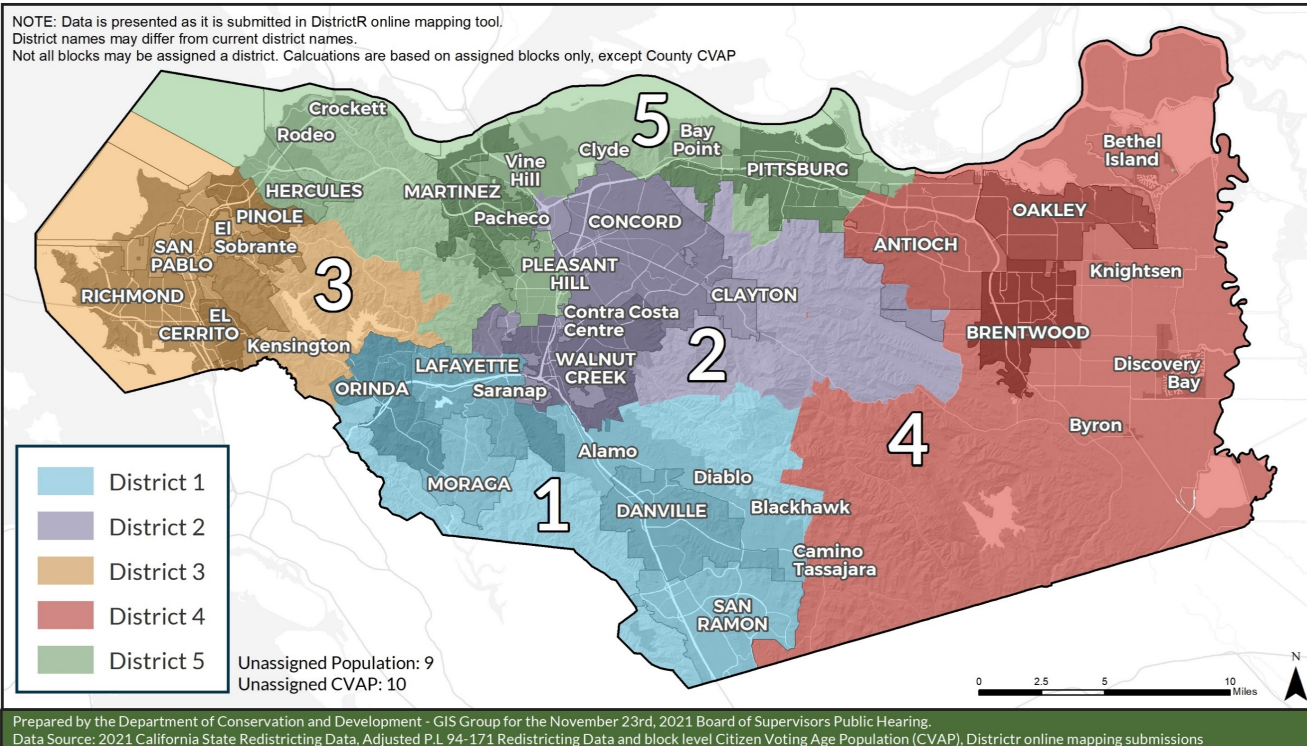 NOTE: Data is presented as it is submitted in DistrictR online mapping tool.
District names may differ from current district names.
Not all blocks may be assigned a district. Calcuations are based on assigned blocks only, except County CVAP
Crockett
Rodeo
HERCULES
MARTINEZ
Vine
Hill
Pacheco
Clyde
5
Bay
Point
PITTSBURG
Bethel
Island
OAKLEY
ANTIOCH
Knightsen
PINOLE
El
Sobrante
SAN
PABLO
RICHMOND
EL
CERRITO
Kensington
3
CONCORD
PLEASANT
HILL
CLAYTON
Contra Costa
Centre
WALNUT
CREEK
2
BRENTWOOD
Discovery
Bay
Byron
4
LAFAYETTE
ORINDA
Saranap
MORAGA
1
Alamo
Diablo
DANVILLE
Blackhawk
Camino
Tassajara
SAN
RAMON
District 1
District 2
District 3
District 4
District 5
Unassigned Population: 9
Unassigned CVAP: 10
0 2.5 5 10
Miles
N
Prepared by the Department of Conservation and Development - GIS Group for the November 23rd, 2021 Board of Supervisors Public Hearing.
Data Source: 2021 California State Redistricting Data, Adjusted P.L 94-171 Redistricting Data and block level Citizen Voting Age Population (CVAP), Districtr online mapping submissions